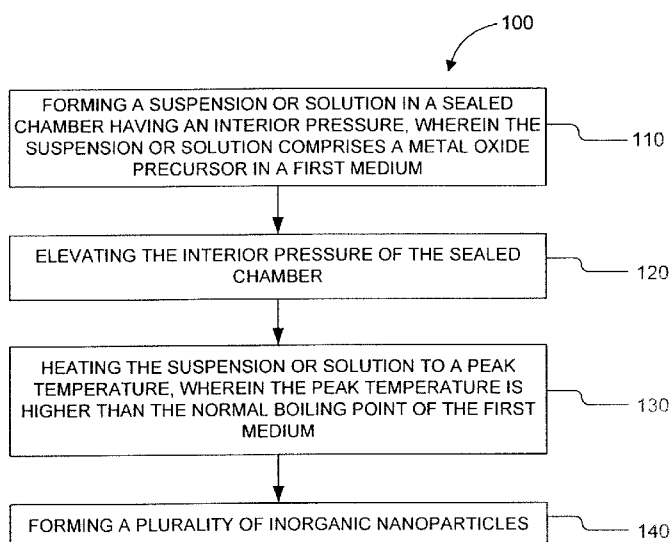 100
FORMING A SUSPENSION OR SOLUTION IN A SEALED
CHAMBER HAVING AN INTERIOR PRESSURE, WHEREIN THE
SUSPENSION OR SOLUTION COMPRISES A METAL OXIDE
PRECURSOR IN A FIRST MEDIUM
110
ELEVATING THE INTERIOR PRESSURE OF THE SEALED
CHAMBER
120
HEATING THE SUSPENSION OR SOLUTION TO A PEAK
TEMPERATURE, WHEREIN THE PEAK TEMPERATURE IS
HIGHER THAN THE NORMAL BOILING POINT OF THE FIRST
MEDIUM
130
FORMING A PLURALITY OF INORGANIC NANOPARTICLES
140